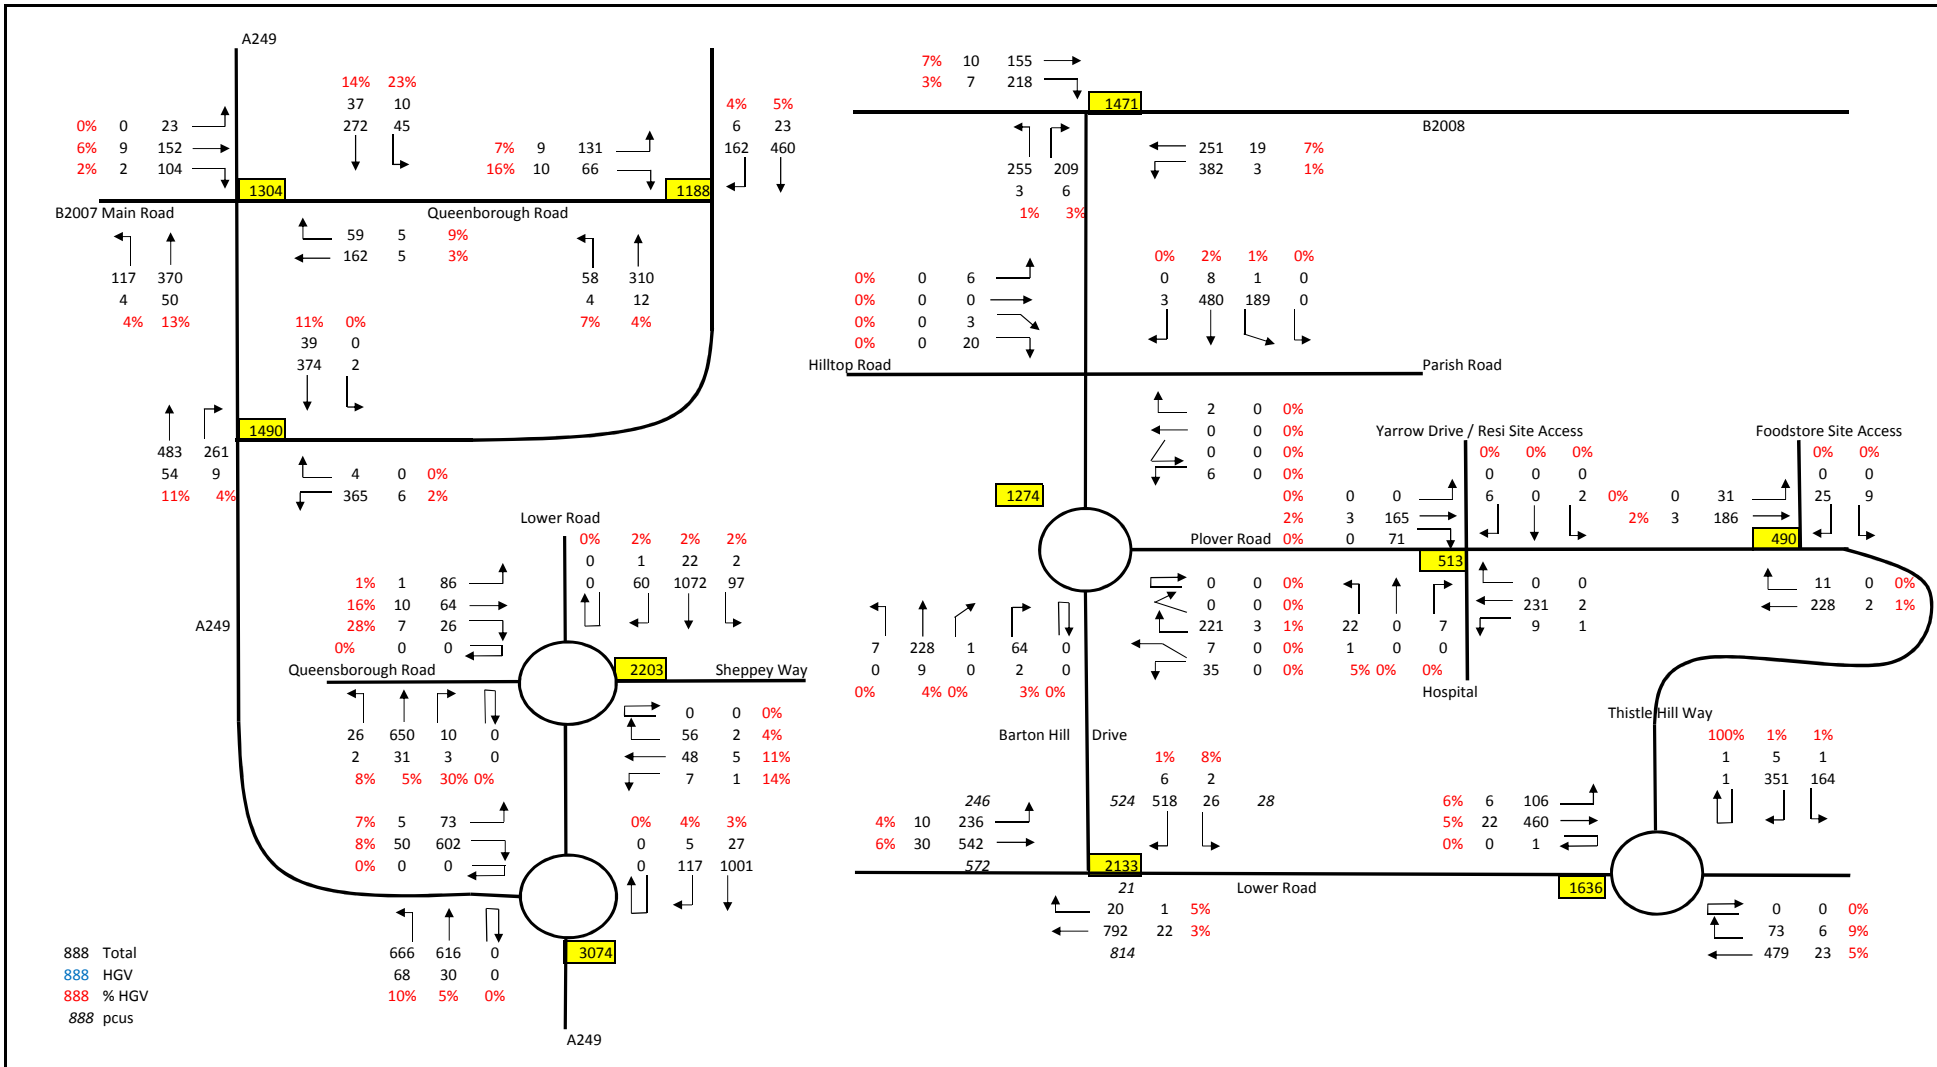 A249
14% 23%
37 10
272 45
0% 0 23
6% 9 152
2% 2 104
1304
B2007 Main Road
Queenborough Road
59 5 9%
162 5 3%
117 370
4 50
4% 13%
7% 9 131
16% 10 66
4% 5%
6 23
162 460
1188
58 310
4 12
7% 4%
11% 0%
39 0
374 2
1490
483 261
54 9
11% 4%
4 0 0%
365 6 2%
A249
Lower Road
0% 2% 2% 2%
0 1 22 2
0 60 1072 97
1% 1 86
16% 10 64
28% 7 26
0% 0 0
2203
Queensborough Road
Sheppey Way
26 650 10 0
2 31 3 0
8% 5% 30% 0%
0 0 0%
56 2 4%
48 5 11%
7 1 14%
7% 5 73
8% 50 602
0% 0 0
0% 4% 3%
0 5 27
0 117 1001
3074
666 616 0
68 30 0
10% 5% 0%
A249
888 Total
888 HGV
888 % HGV
888 pcus
7% 10 155
3% 7 218
1471
B2008
255 209
3 6
1% 3%
251 19 7%
382 3 1%
0% 0 6
0% 0 0
0% 0 3
0% 0 20
0% 2% 1% 0%
0 8 1 0
3 480 189 0
Hilltop Road
Parish Road
2 0 0%
0 0 0%
0 0 0%
6 0 0%
1274
Plover Road
0 0 0%
0 0 0%
221 3 1%
7 0 0%
35 0 0%
7 228 1 64 0
0 9 0 2 0
0% 4% 0% 3% 0%
Yarrow Drive / Resi Site Access
0% 0% 0%
0 0 0
6 0 2
0% 0 0
2% 3 165
0% 0 71
513
22 0 7
1 0 0
5% 0% 0%
0 0
231 2
9 1
Hospital
Foodstore Site Access
0% 0%
0 0
25 9
0% 0 31
2% 3 186
490
11 0 0%
228 2 1%
Barton Hill Drive
1% 8%
6 2
524 518 26 28
246
4% 10 236
6% 30 542
572
2133
21
20 1 5%
792 22 3%
814
Lower Road
Thistle Hill Way
100% 1% 1%
1 5 1
1 351 164
6% 6 106
5% 22 460
0% 0 1
1636
0 0 0%
73 6 9%
479 23 5%